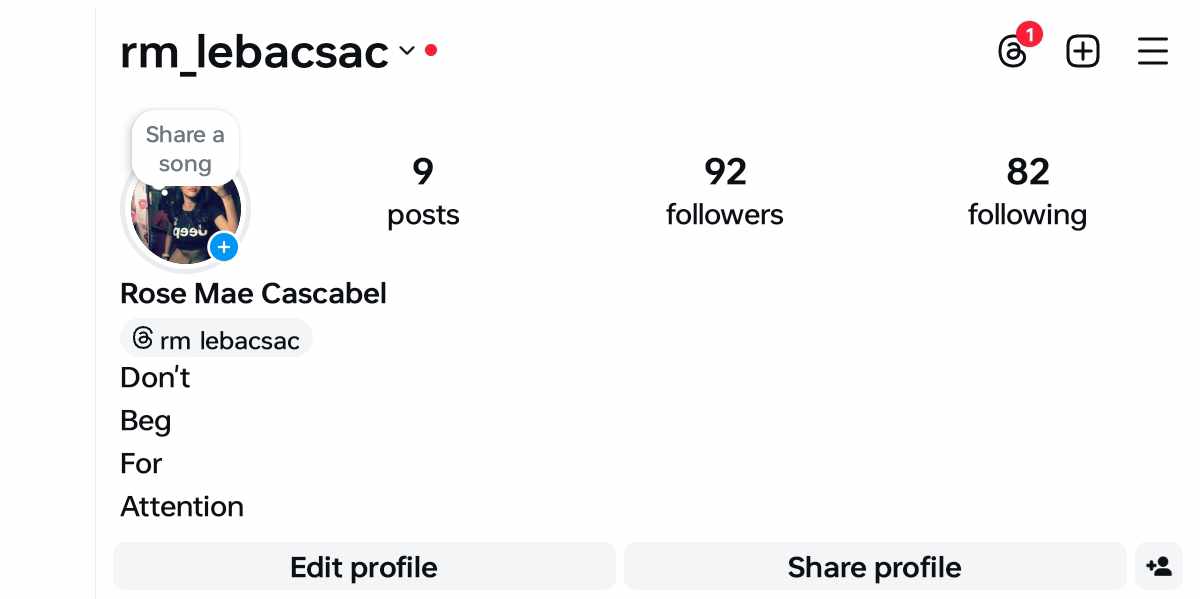 rm_lebacsac
1
Share a
song
9
posts
92
followers
82
following
Jeep
Rose Mae Cascabel
rm lebacsac
Don't
Beg
For
Attention
Edit profile
Share profile